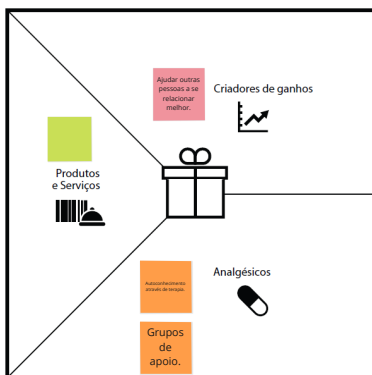 Ajudar outras
pessoas a se
relacionar
melhor.
Criadores de ganhos
Produtos
e Serviços
Analgésicos
Autoconhecimento
através de terapia.
Grupos
de
apoio.